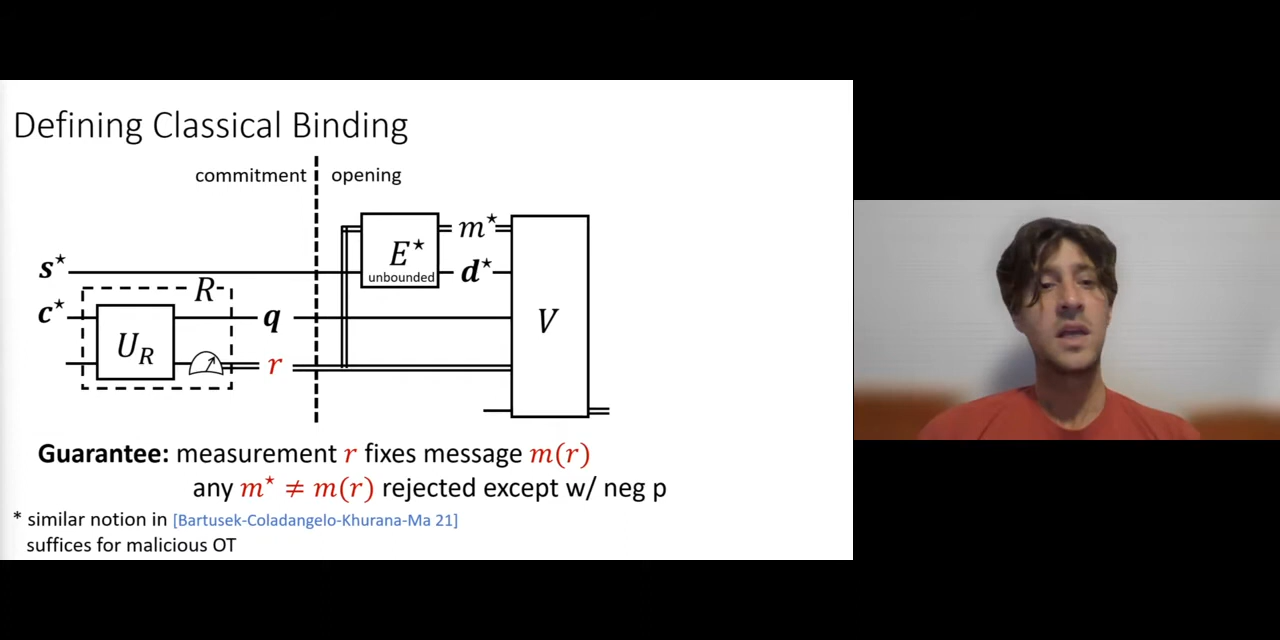 Defining Classical Binding
commitment
opening
s*
R
E*
unbounded
m*
d*
c*
U_R
q
V
r
Guarantee: measurement r fixes message m(r)
any m* ≠ m(r) rejected except w/ neg p
* similar notion in [Bartusek-Coladangelo-Khurana-Ma 21]
suffices for malicious OT